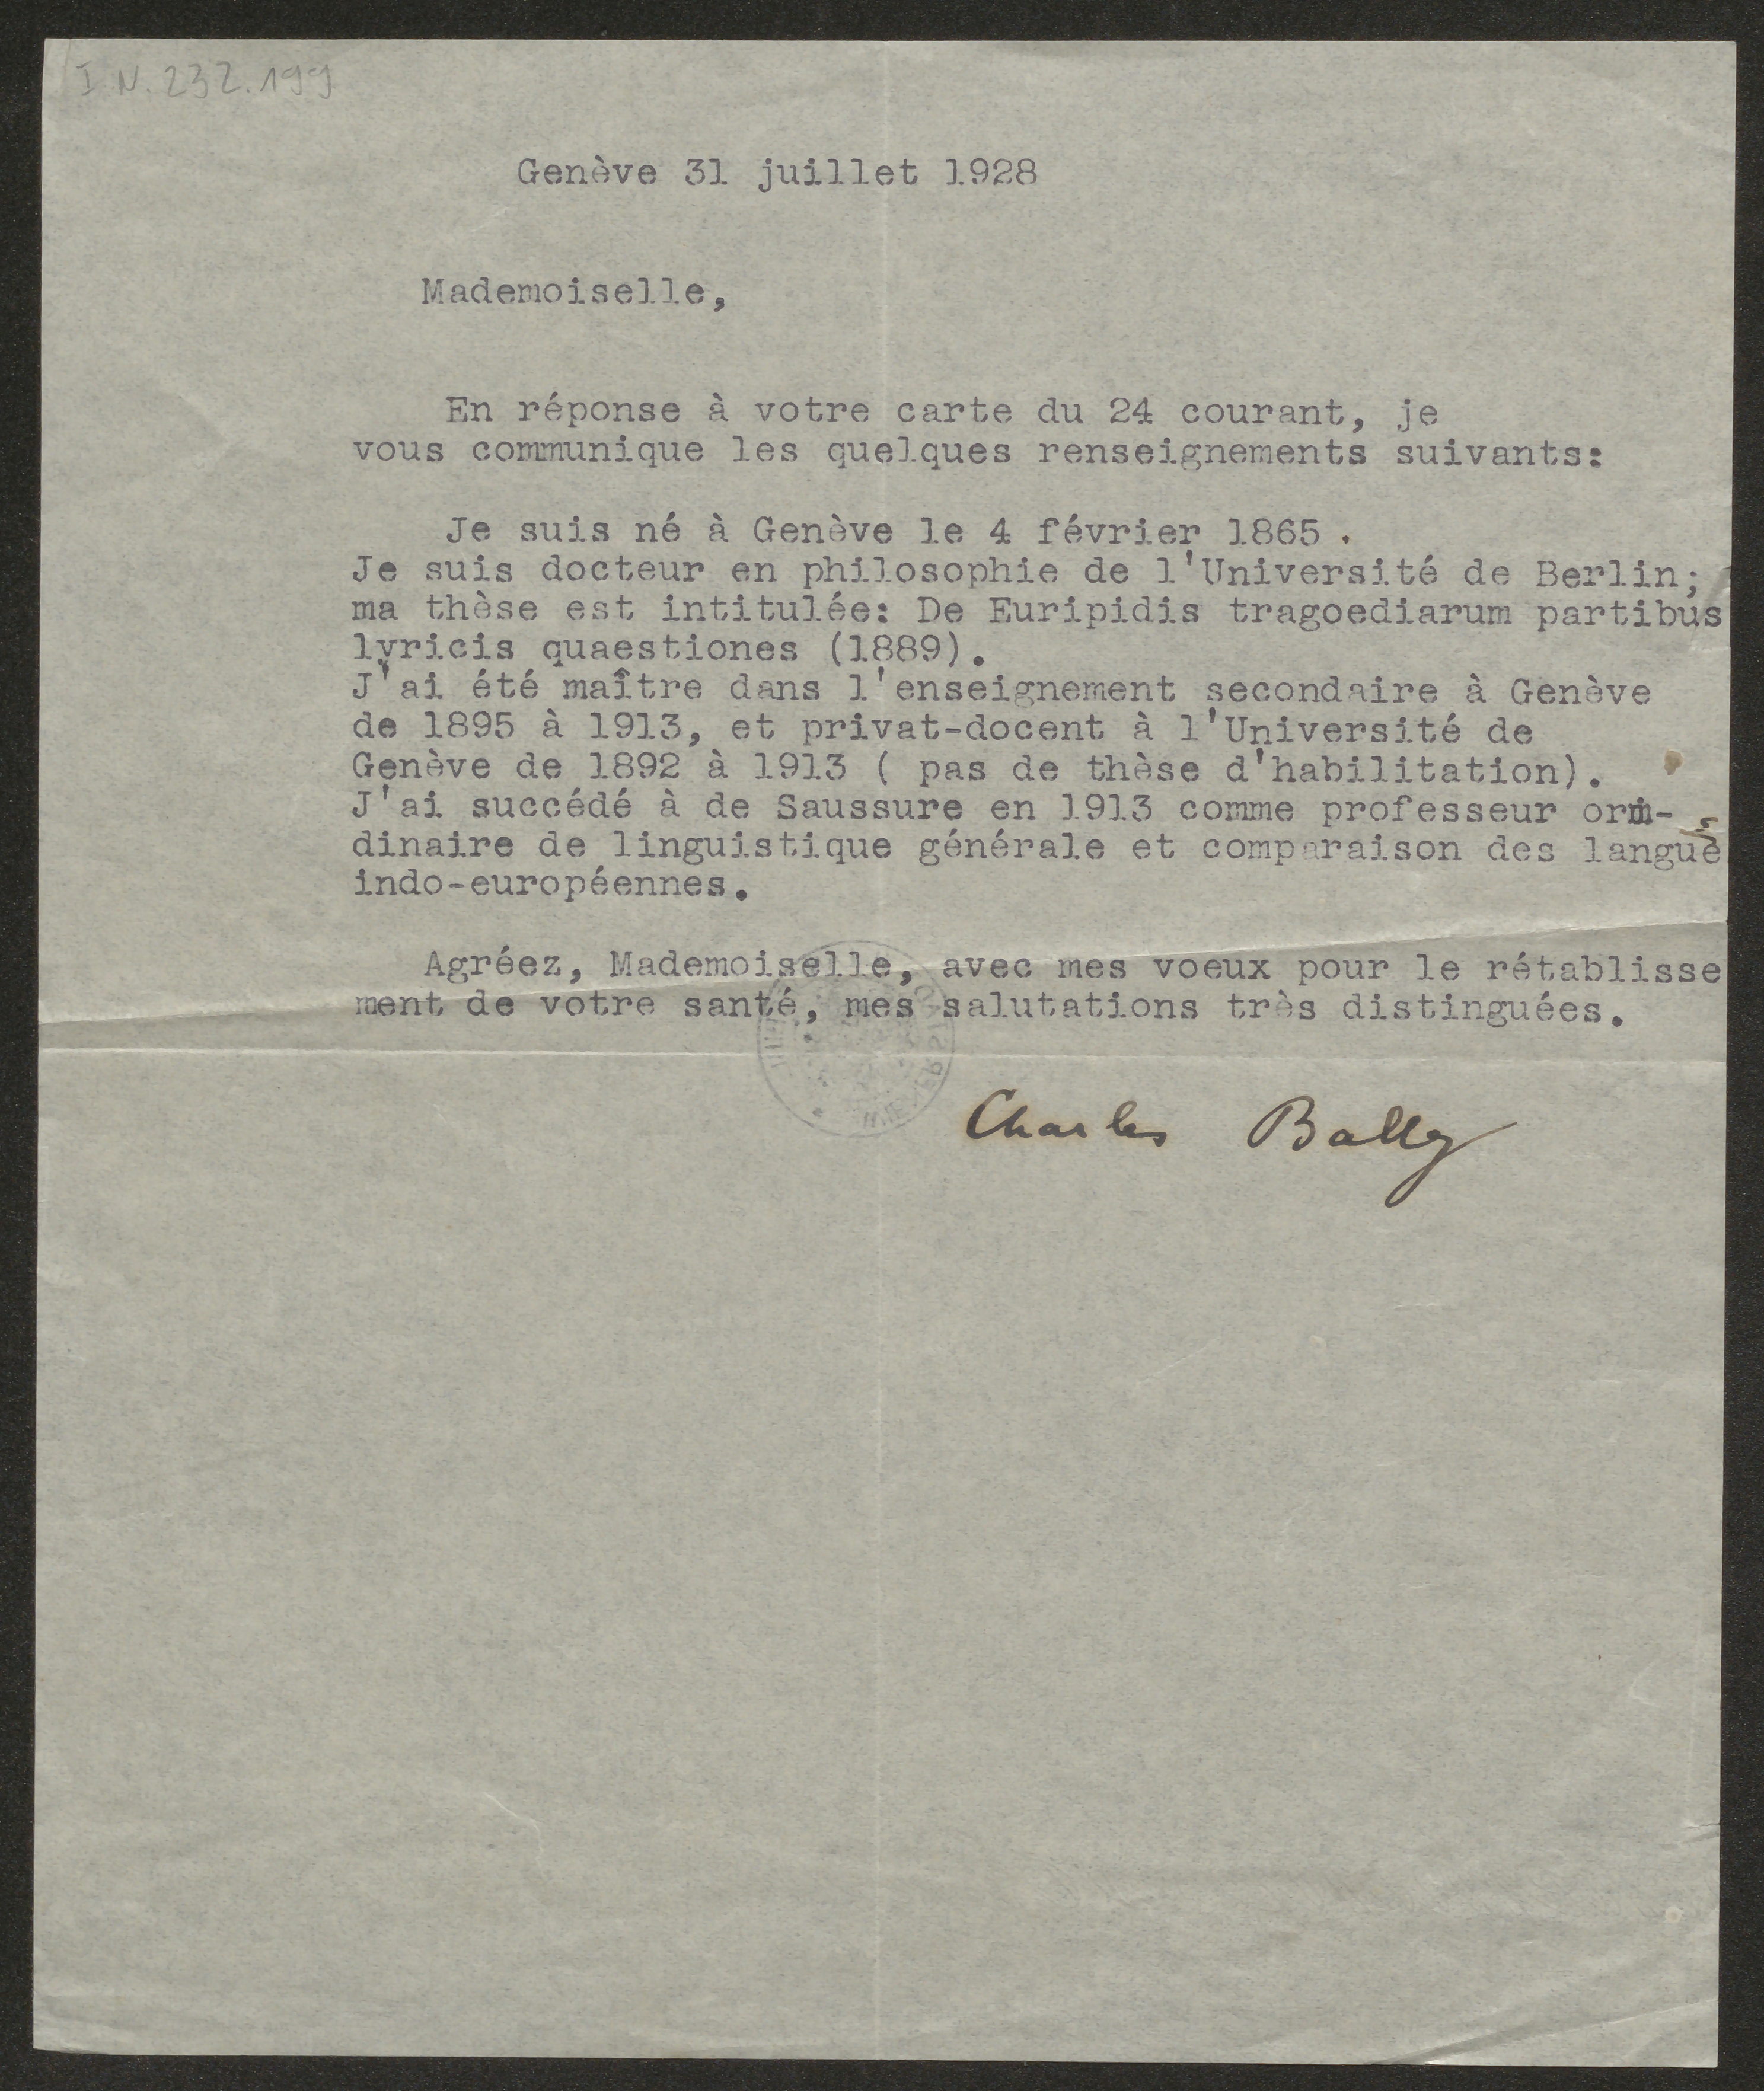 I N. 232.199
Genève 31 juillet 1928
Mademoiselle,
En réponse à votre carte du 24 courant, je
vous communique les quelques renseignements suivants:
Je suis né à Genève le 4 février 1865 .
Je suis docteur en philosophie de l'Université de Berlin;
ma thèse est intitulée: De Euripidis tragoediarum partibus
lyricis quaestiones (1889).
J'ai été maître dans l'enseignement secondaire à Genève
de 1895 à 1913, et privat-docent à l'Université de
Genève de 1892 à 1913 ( pas de thèse d'habilitation).
J'ai succédé à de Saussure en 1913 comme professeur or-
dinaire de linguistique générale et comparaison des langues
indo-européennes.
Agréez, Mademoiselle, avec mes voeux pour le rétablisse
ment de votre santé, mes salutations très distinguées.
Charles Bally